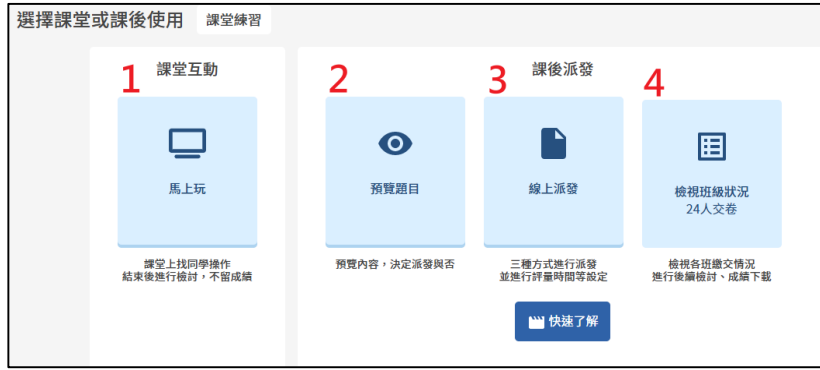 選擇課堂或課後使用 課堂練習
課堂互動
課後派發
1
2
3
4
馬上玩
預覽題目
線上派發
檢視班級狀況
24人交卷
課堂上找同學操作
結束後進行檢討，不留成績
預覽內容，決定派發與否
三種方式進行派發
並進行評量時間等設定
檢視各班繳交情況
進行後續檢討、成績下載
快速了解